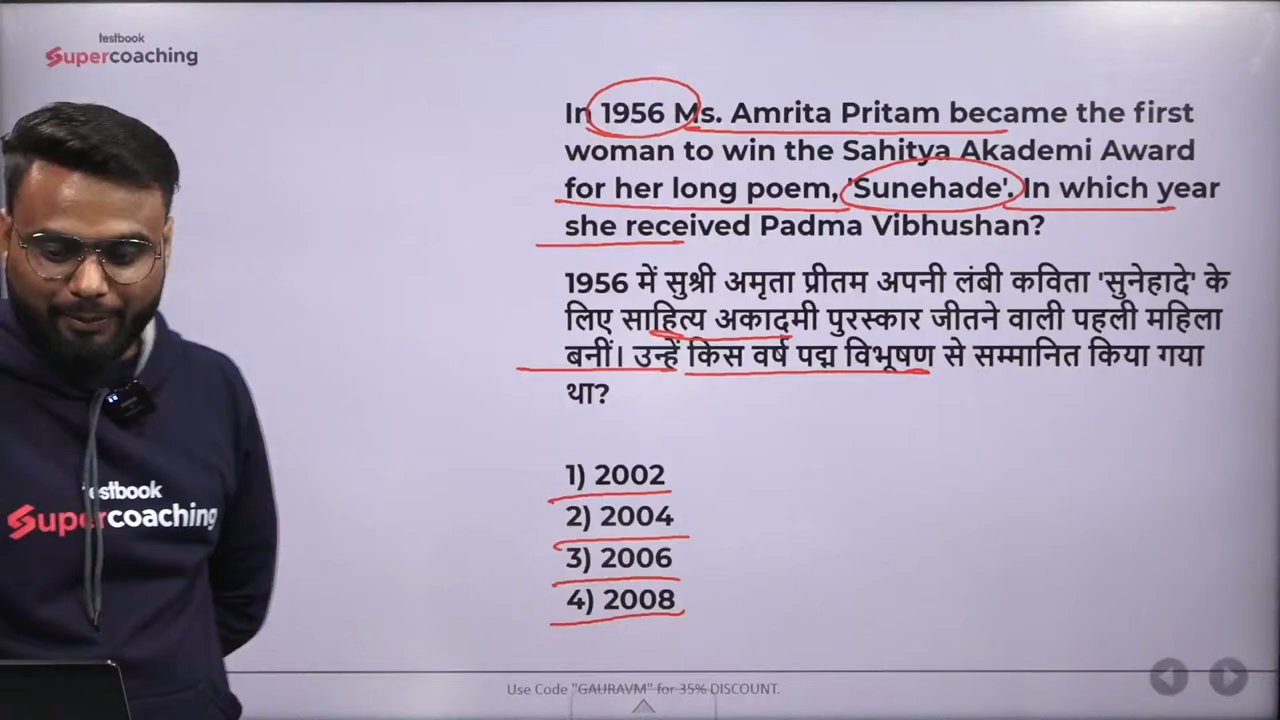 testbook
Supercoaching
In 1956 Ms. Amrita Pritam became the first
woman to win the Sahitya Akademi Award
for her long poem, 'Sunehade'. In which year
she received Padma Vibhushan?
1956 में सुश्री अमृता प्रीतम अपनी लंबी कविता 'सुनेहादे' के
लिए साहित्य अकादमी पुरस्कार जीतने वाली पहली महिला
बनीं। उन्हें किस वर्ष पद्म विभूषण से सम्मानित किया गया
था?
1) 2002
2) 2004
3) 2006
4) 2008
testbook
Supercoaching
Use Code "GAURAVM" for 35% DISCOUNT.